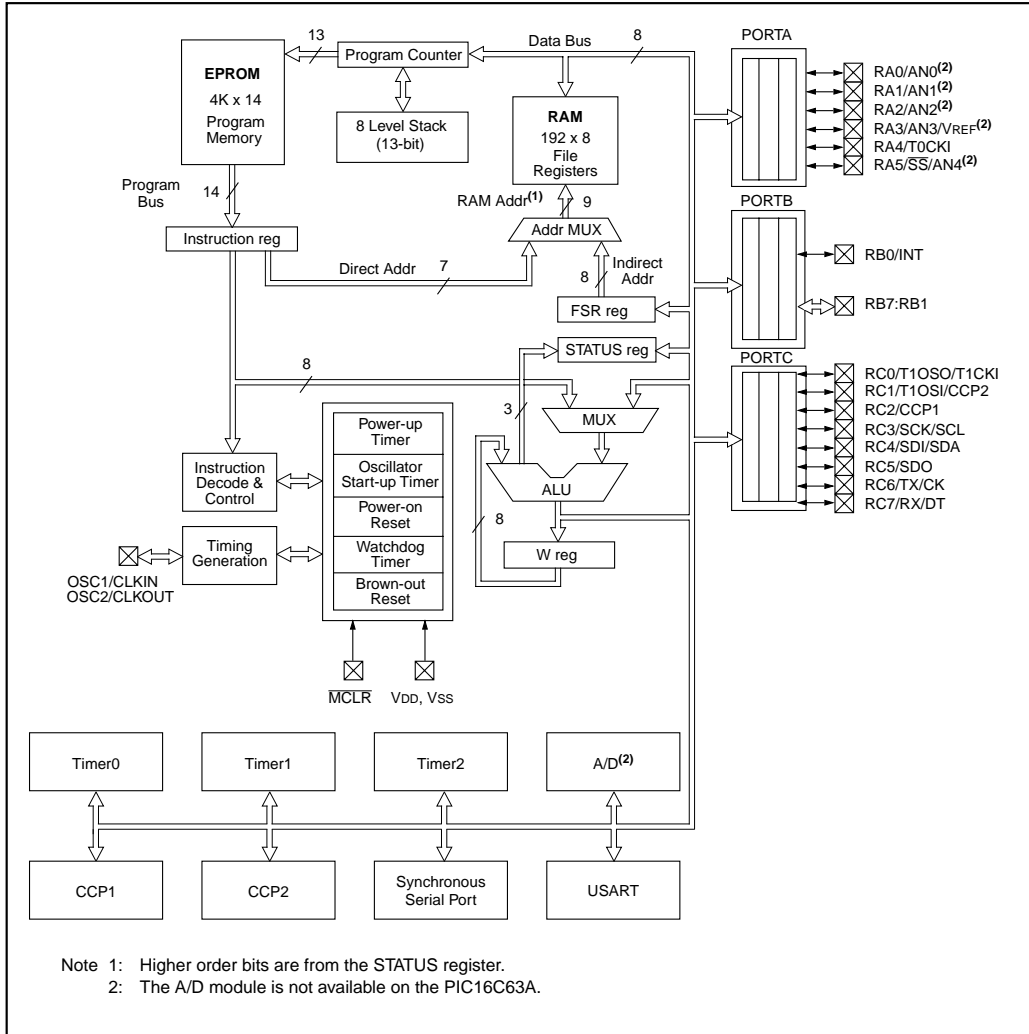 13
Program Counter
Data Bus
8
PORTA
EPROM
4K x 14
Program
Memory
8 Level Stack
(13-bit)
RAM
192 x 8
File
Registers
RA0/AN0(2)
RA1/AN1(2)
RA2/AN2(2)
RA3/AN3/VREF(2)
RA4/T0CKI
RA5/SS/AN4(2)
Program
Bus
14
RAM Addr(1)
9
PORTB
Instruction reg
Addr MUX
RB0/INT
Direct Addr
7
8
Indirect
Addr
FSR reg
RB7:RB1
STATUS reg
PORTC
8
3
MUX
RC0/T1OSO/T1CKI
RC1/T1OSI/CCP2
RC2/CCP1
RC3/SCK/SCL
RC4/SDI/SDA
RC5/SDO
RC6/TX/CK
RC7/RX/DT
Power-up
Timer
Instruction
Decode &
Control
Oscillator
Start-up Timer
ALU
Power-on
Reset
8
Timing
Generation
Watchdog
Timer
W reg
OSC1/CLKIN
OSC2/CLKOUT
Brown-out
Reset
MCLR
VDD, VSS
Timer0
Timer1
Timer2
A/D(2)
CCP1
CCP2
Synchronous
Serial Port
USART
Note 1: Higher order bits are from the STATUS register.
2: The A/D module is not available on the PIC16C63A.